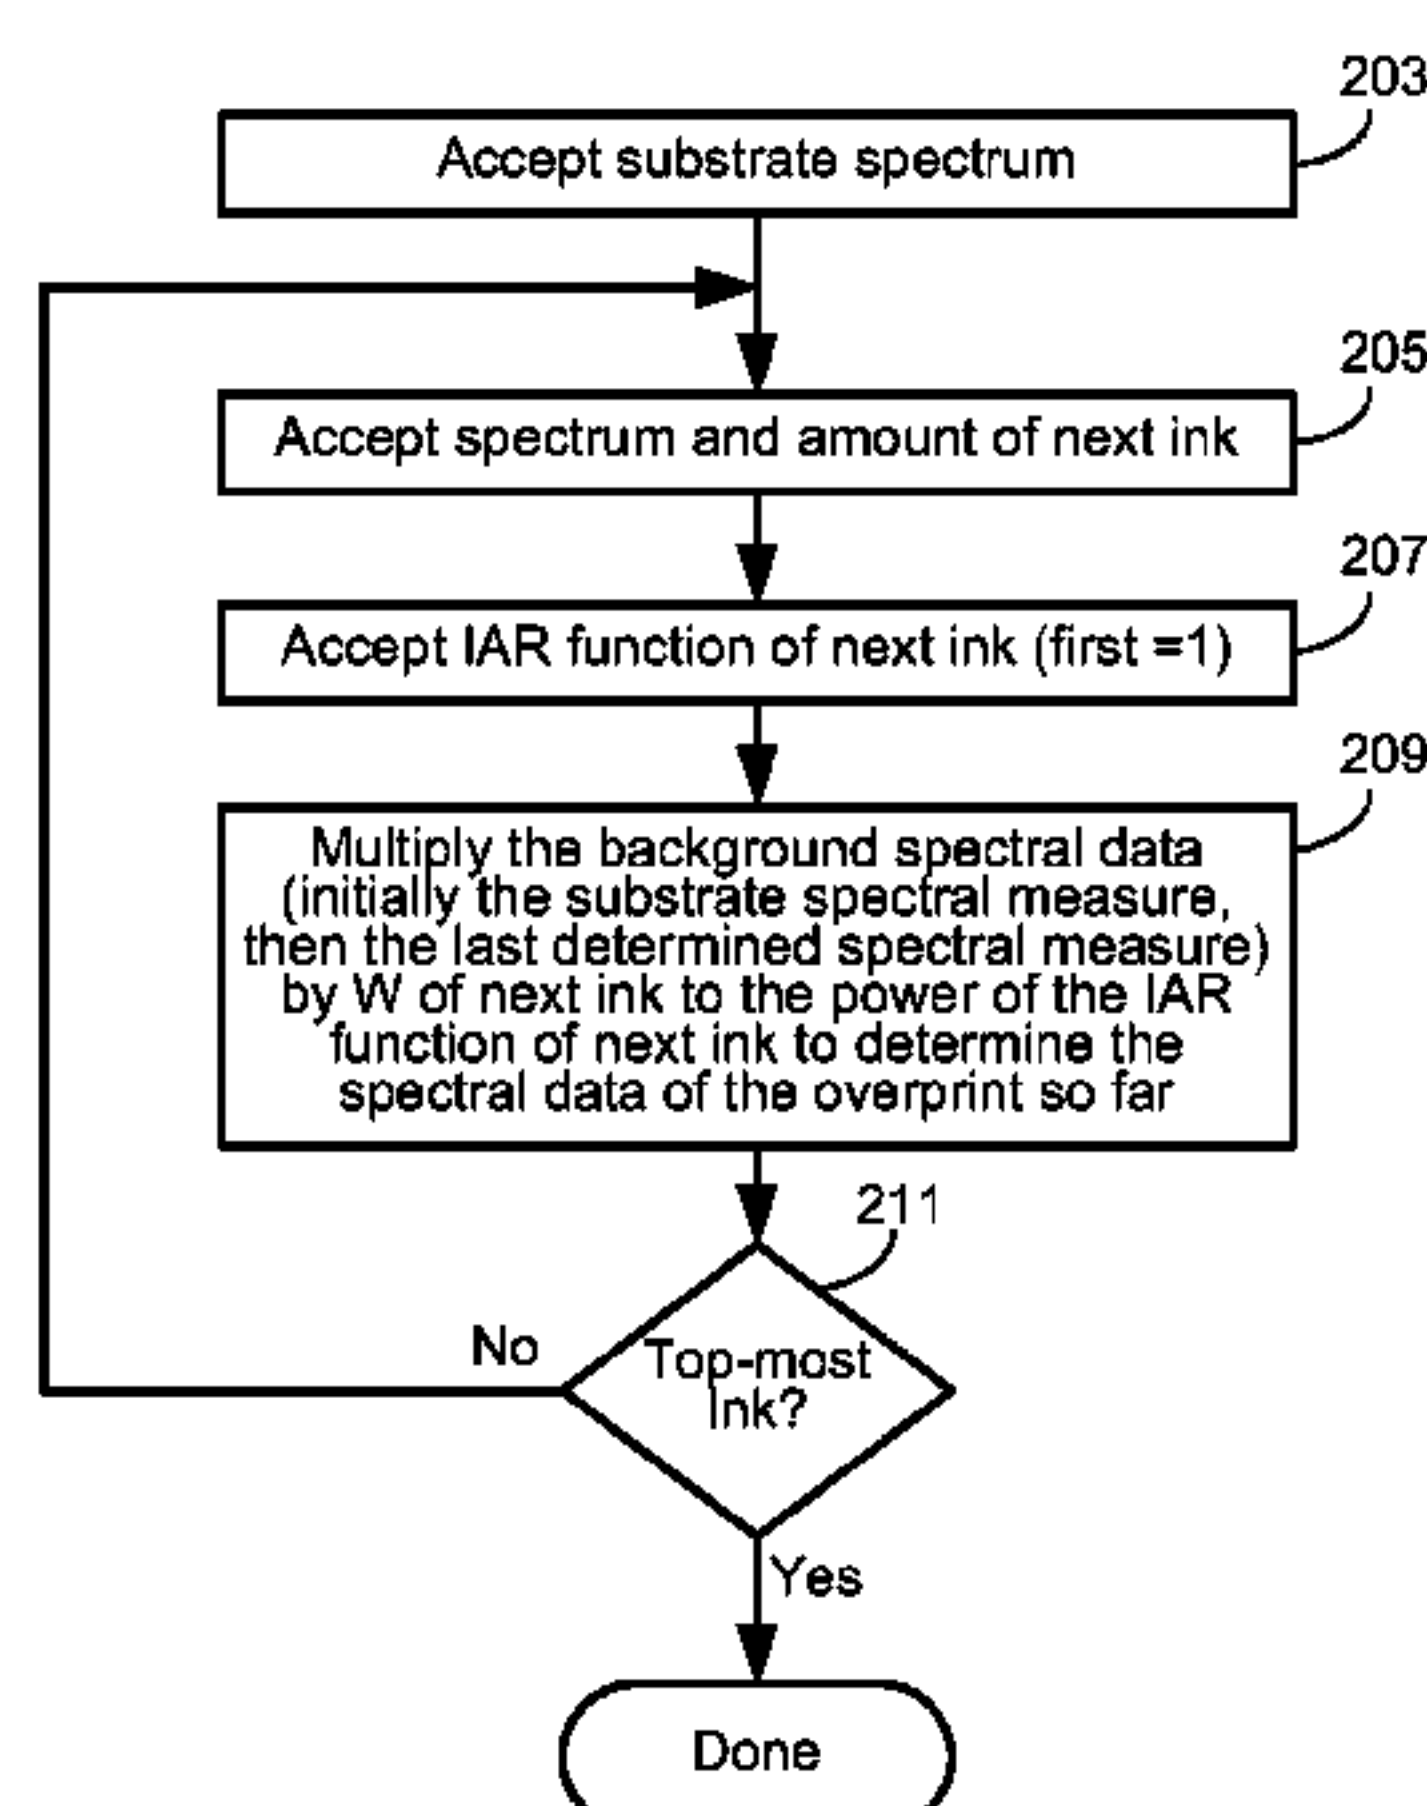 203
Accept substrate spectrum
205
Accept spectrum and amount of next ink
207
Accept IAR function of next ink (first =1)
209
Multiply the background spectral data
(initially the substrate spectral measure,
then the last determined spectral measure)
by W of next ink to the power of the IAR
function of next ink to determine the
spectral data of the overprint so far
211
No
Top-most
Ink?
Yes
Done